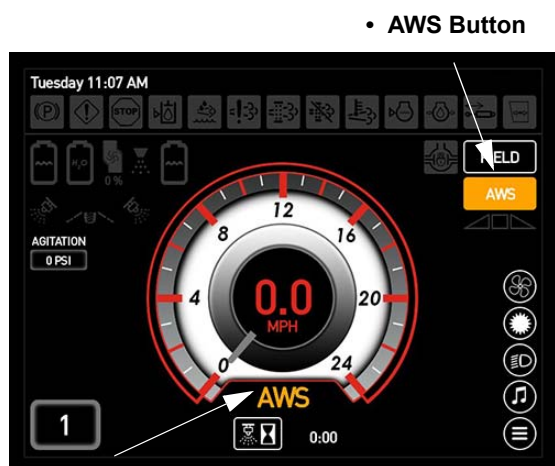 • AWS Button
Tuesday 11:07 AM
(P) STOP
H₂O
0 %
AGITATION
0 PSI
AWS
12
8 16
4 20
0.0
MPH
0 24
AWS
1
0:00